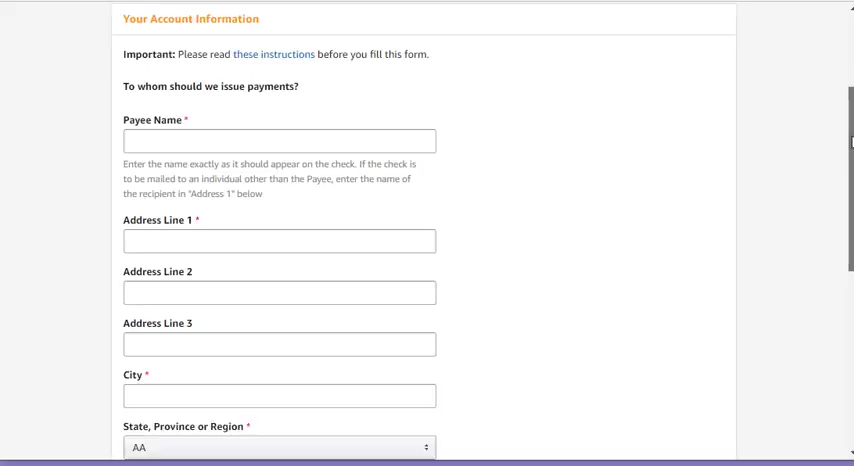 Your Account Information
Important: Please read these instructions before you fill this form.
To whom should we issue payments?
Payee Name *
Enter the name exactly as it should appear on the check. If the check is
to be mailed to an individual other than the Payee, enter the name of
the recipient in "Address 1" below
Address Line 1 *
Address Line 2
Address Line 3
City *
State, Province or Region *
AA